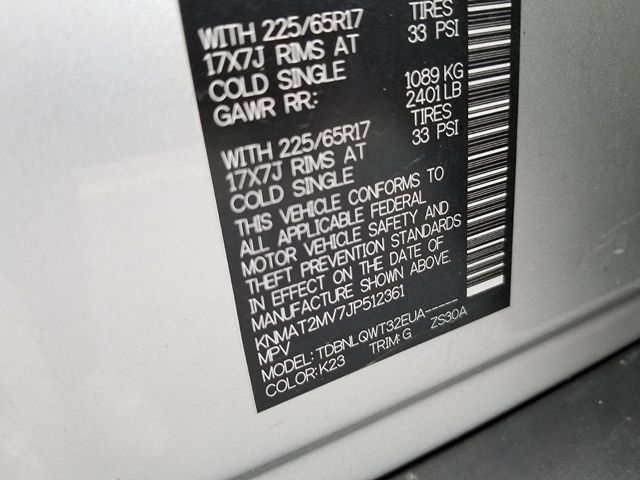 WITH 225/65R17 TIRES
17X7J RIMS AT 33 PSI
COLD SINGLE
GAWR RR: 1089 KG
2401 LB
WITH 225/65R17 TIRES
17X7J RIMS AT 33 PSI
COLD SINGLE
THIS VEHICLE CONFORMS TO
ALL APPLICABLE FEDERAL
MOTOR VEHICLE SAFETY AND
THEFT PREVENTION STANDARDS
IN EFFECT ON THE DATE OF
MANUFACTURE SHOWN ABOVE.
KNMAT2MV7JP512361
MPV
MODEL: TDBNLQWT32EUA-----
COLOR: K23 TRIM: G ZS30A